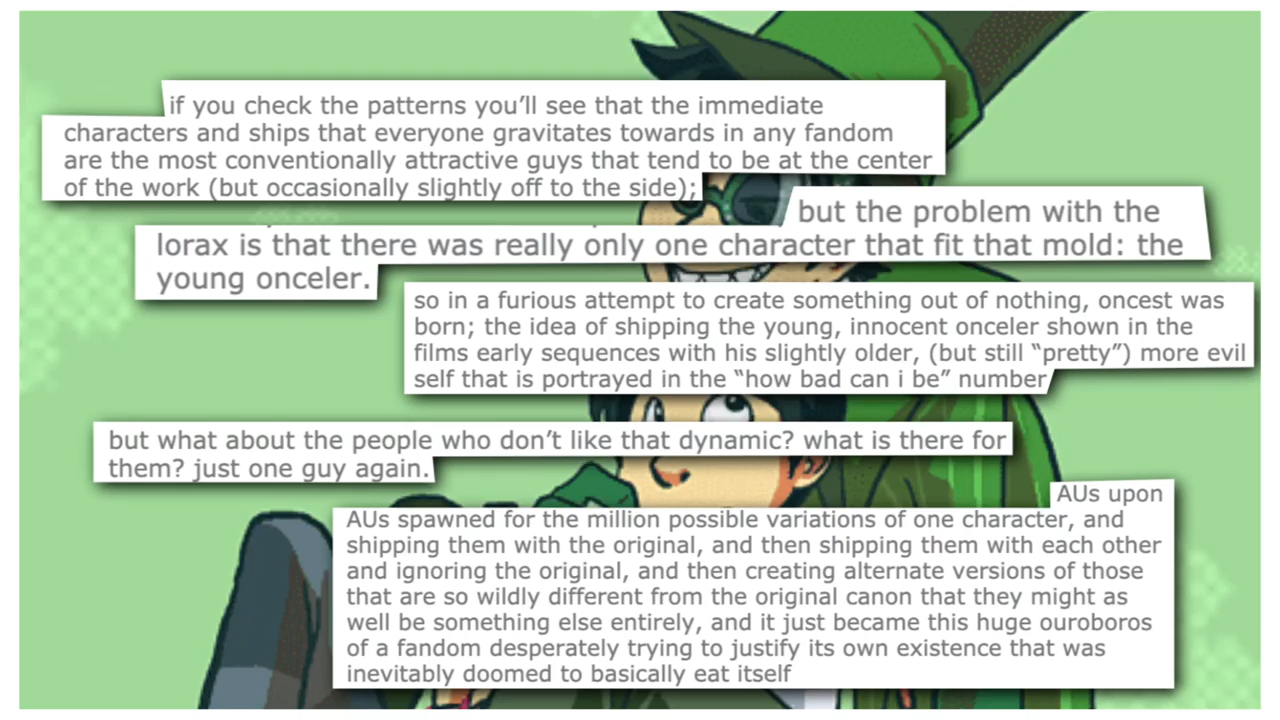 if you check the patterns you’ll see that the immediate
characters and ships that everyone gravitates towards in any fandom
are the most conventionally attractive guys that tend to be at the center
of the work (but occasionally slightly off to the side);
but the problem with the
lorax is that there was really only one character that fit that mold: the
young onceler.
so in a furious attempt to create something out of nothing, oncest was
born; the idea of shipping the young, innocent onceler shown in the
films early sequences with his slightly older, (but still “pretty”) more evil
self that is portrayed in the “how bad can i be” number
but what about the people who don’t like that dynamic? what is there for
them? just one guy again.
AUs upon
AUs spawned for the million possible variations of one character, and
shipping them with the original, and then shipping them with each other
and ignoring the original, and then creating alternate versions of those
that are so wildly different from the original canon that they might as
well be something else entirely, and it just became this huge ouroboros
of a fandom desperately trying to justify its own existence that was
inevitably doomed to basically eat itself